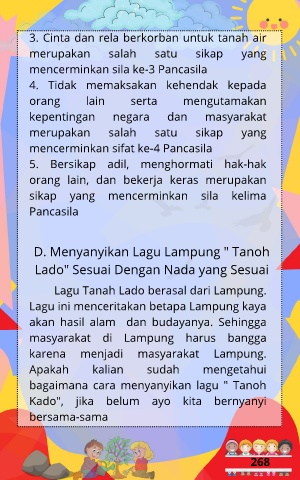 3. Cinta dan rela berkorban untuk tanah air
merupakan salah satu sikap yang
mencerminkan sila ke-3 Pancasila
4. Tidak memaksakan kehendak kepada
orang lain serta mengutamakan
kepentingan negara dan masyarakat
merupakan salah satu sikap yang
mencerminkan sifat ke-4 Pancasila
5. Bersikap adil, menghormati hak-hak
orang lain, dan bekerja keras merupakan
sikap yang mencerminkan sila kelima
Pancasila
D. Menyanyikan Lagu Lampung " Tanoh
Lado" Sesuai Dengan Nada yang Sesuai
Lagu Tanah Lado berasal dari Lampung.
Lagu ini menceritakan betapa Lampung kaya
akan hasil alam dan budayanya. Sehingga
masyarakat di Lampung harus bangga
karena menjadi masyarakat Lampung.
Apakah kalian sudah mengetahui
bagaimana cara menyanyikan lagu " Tanoh
Kado", jika belum ayo kita bernyanyi
bersama-sama
268